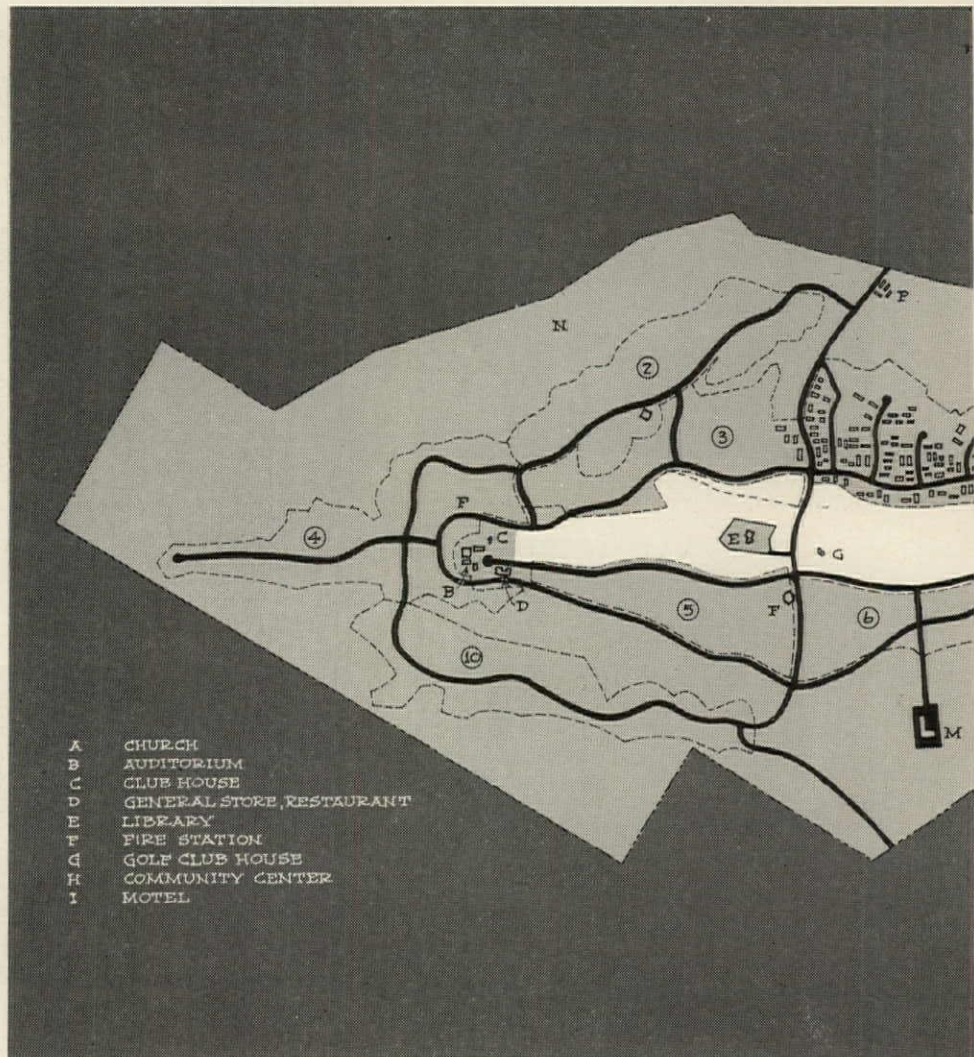 P
N
2
3
F
4
C
E
G
B
D
5
F
6
10
M
A CHURCH
B AUDITORIUM
C CLUB HOUSE
D GENERAL STORE, RESTAURANT
E LIBRARY
F FIRE STATION
G GOLF CLUB HOUSE
H COMMUNITY CENTER
I MOTEL